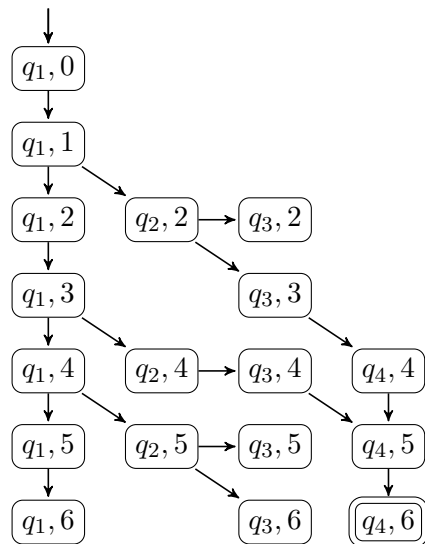 q₁, 0
q₁, 1
q₁, 2 q₂, 2 q₃, 2
q₁, 3 q₃, 3
q₁, 4 q₂, 4 q₃, 4 q₄, 4
q₁, 5 q₂, 5 q₃, 5 q₄, 5
q₁, 6 q₃, 6 q₄, 6